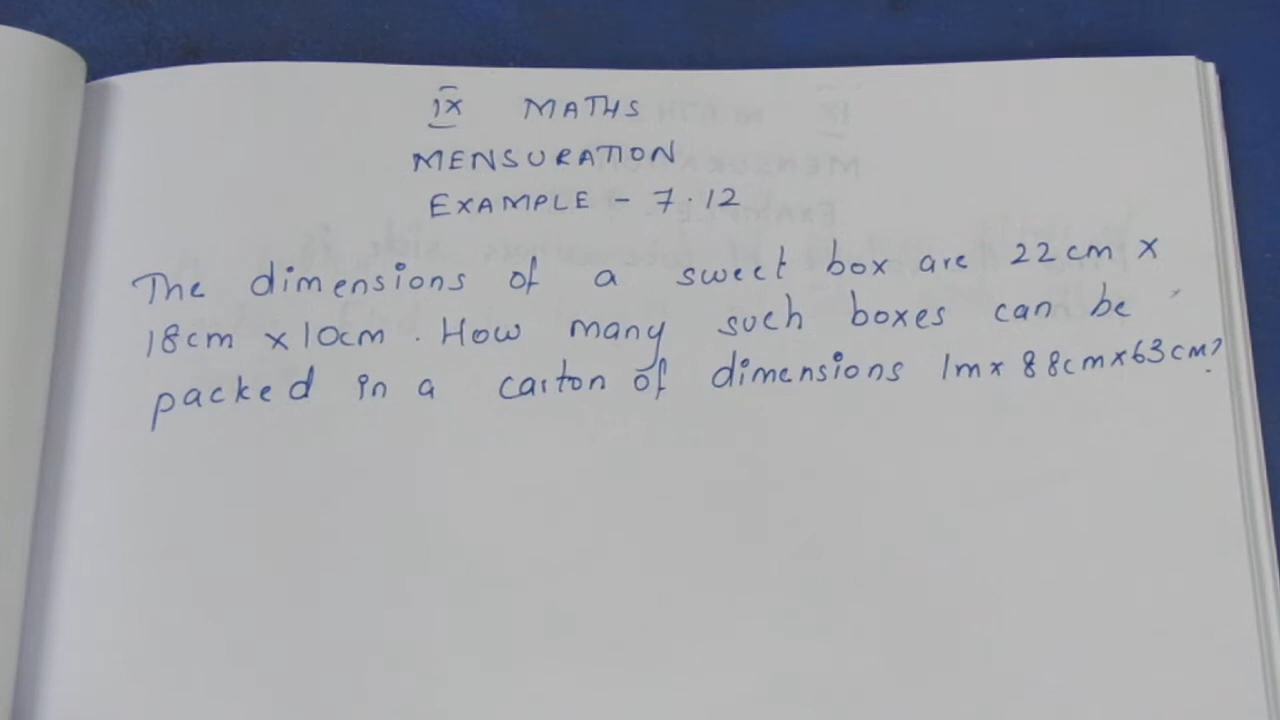 IX MATHS
MENSURATION
EXAMPLE - 7.12
The dimensions of a sweet box are 22cm x
18cm x 10cm. How many such boxes can be
packed in a carton of dimensions 1m x 88cm x 63cm?